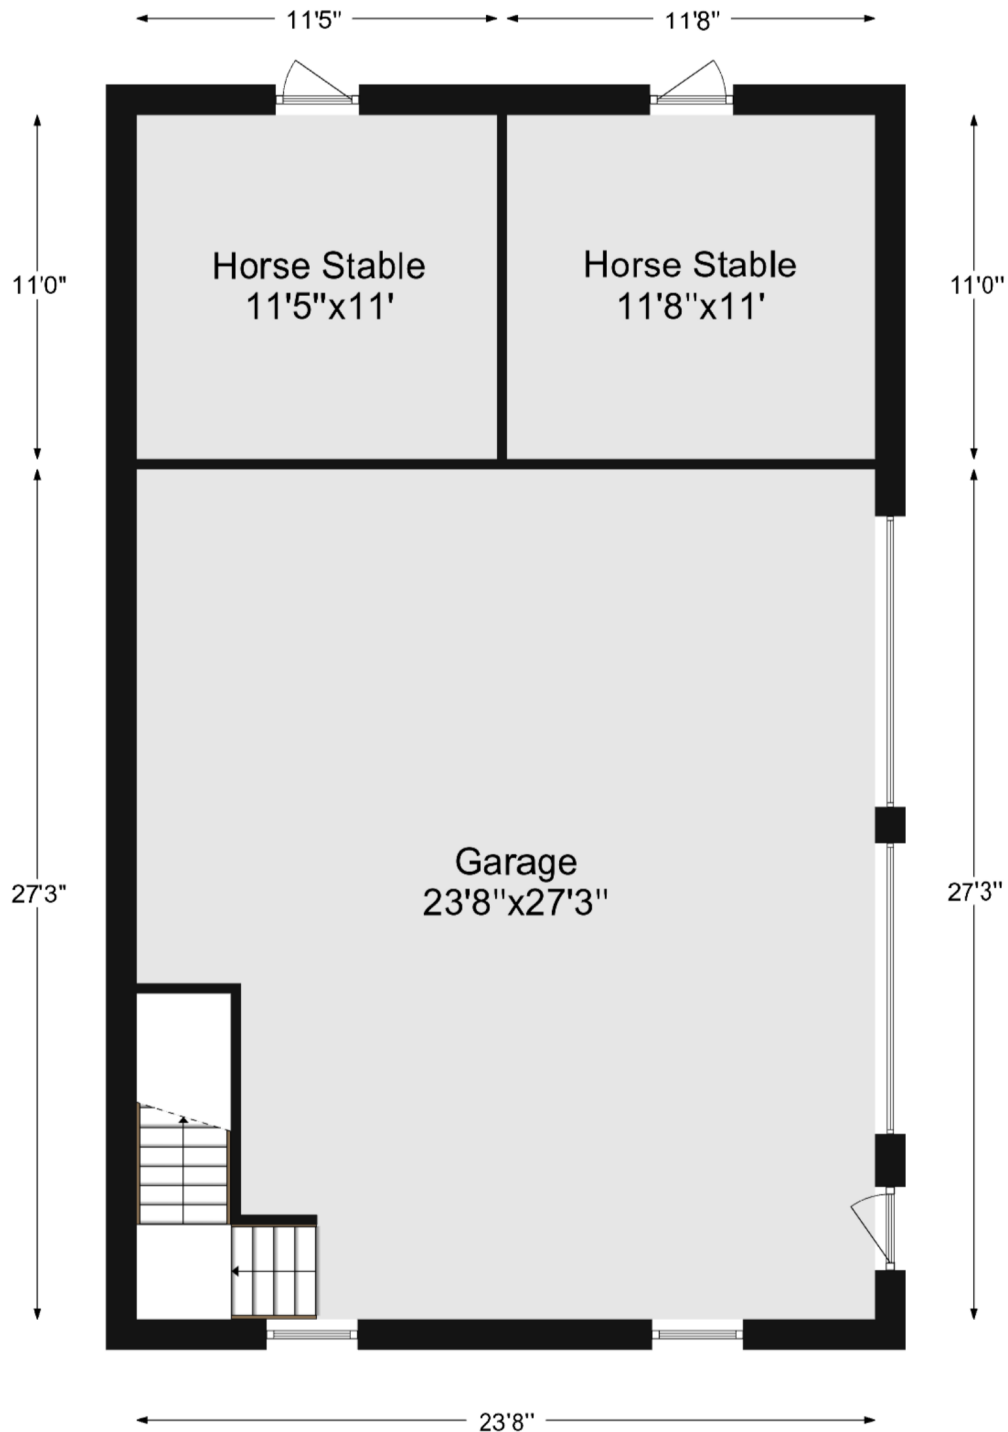 11'5"
11'8"
Horse Stable
11'5"x11'
Horse Stable
11'8"x11'
11'0"
11'0"
Garage
23'8"x27'3"
27'3"
27'3"
23'8"